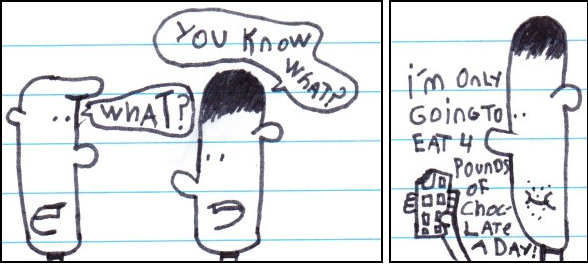 YOU KNOW
WHAT?
WHAT?
i'm ONLY
GOING TO
EAT 4
POUNDS
OF
CHOC-
LATE
A DAY!